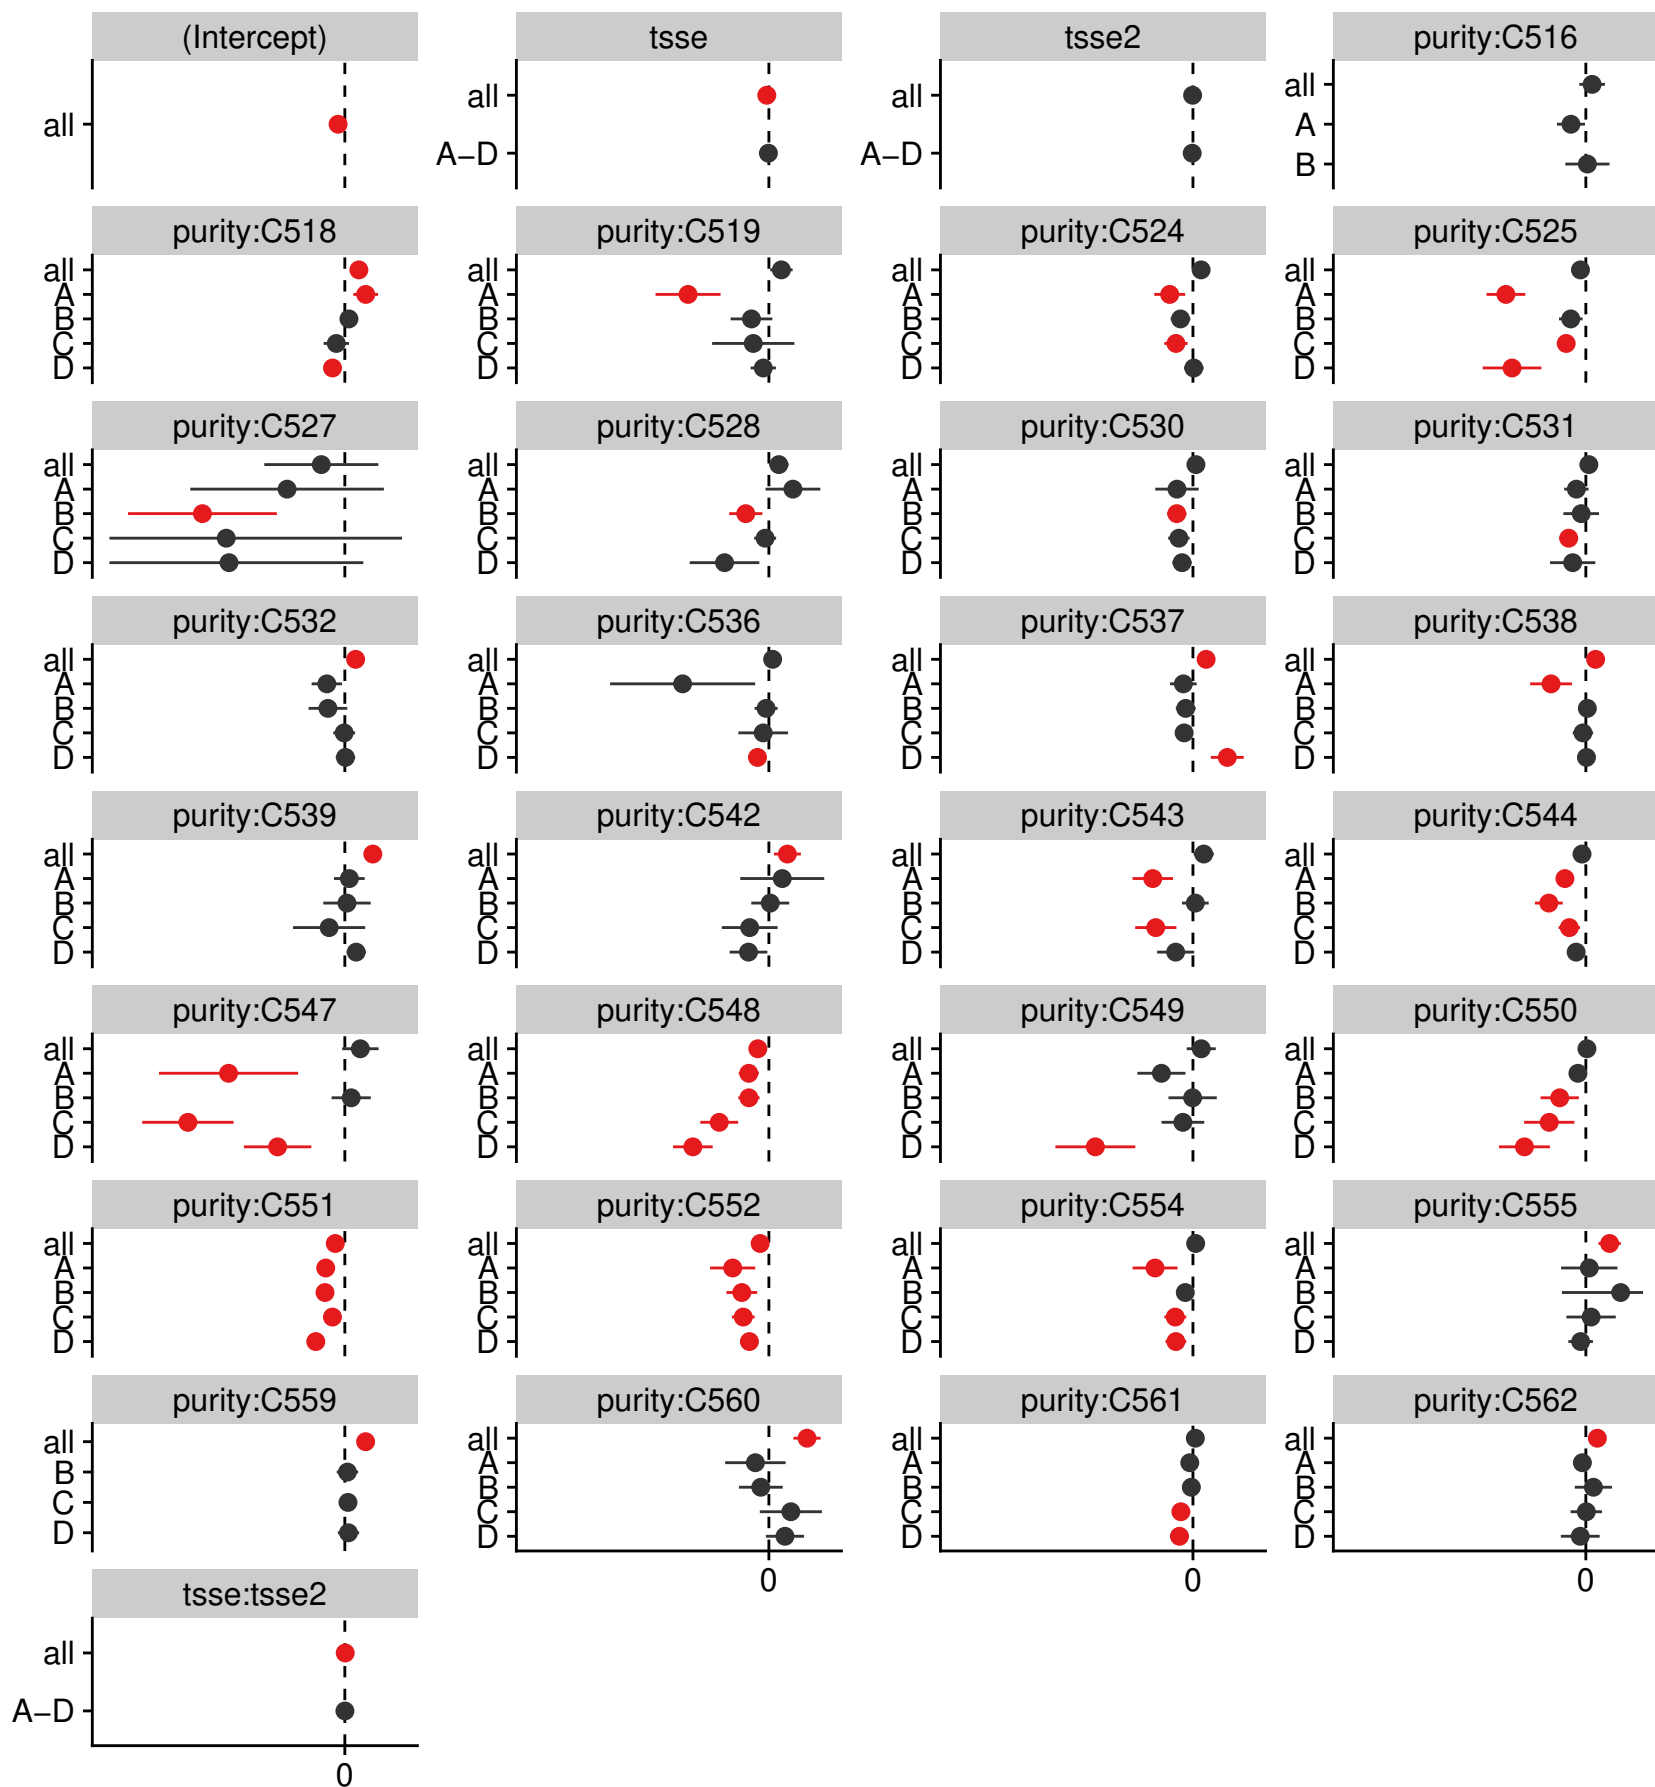 (Intercept) tsse tsse2 purity:C516
all
all
A−D
all
A−D
all
A
B
purity:C518 purity:C519 purity:C524 purity:C525
all all all all
A A A A
B B B B
C C C C
D D D D
purity:C527 purity:C528 purity:C530 purity:C531
all all all all
A A A A
B B B B
C C C C
D D D D
purity:C532 purity:C536 purity:C537 purity:C538
all all all all
A A A A
B B B B
C C C C
D D D D
purity:C539 purity:C542 purity:C543 purity:C544
all all all all
A A A A
B B B B
C C C C
D D D D
purity:C547 purity:C548 purity:C549 purity:C550
all all all all
A A A A
B B B B
C C C C
D D D D
purity:C551 purity:C552 purity:C554 purity:C555
all all all all
A A A A
B B B B
C C C C
D D D D
purity:C559 purity:C560 purity:C561 purity:C562
all all all all
B A A A
C B B B
D C C C
D D D
0 0 0
tsse:tsse2
all
A−D
0